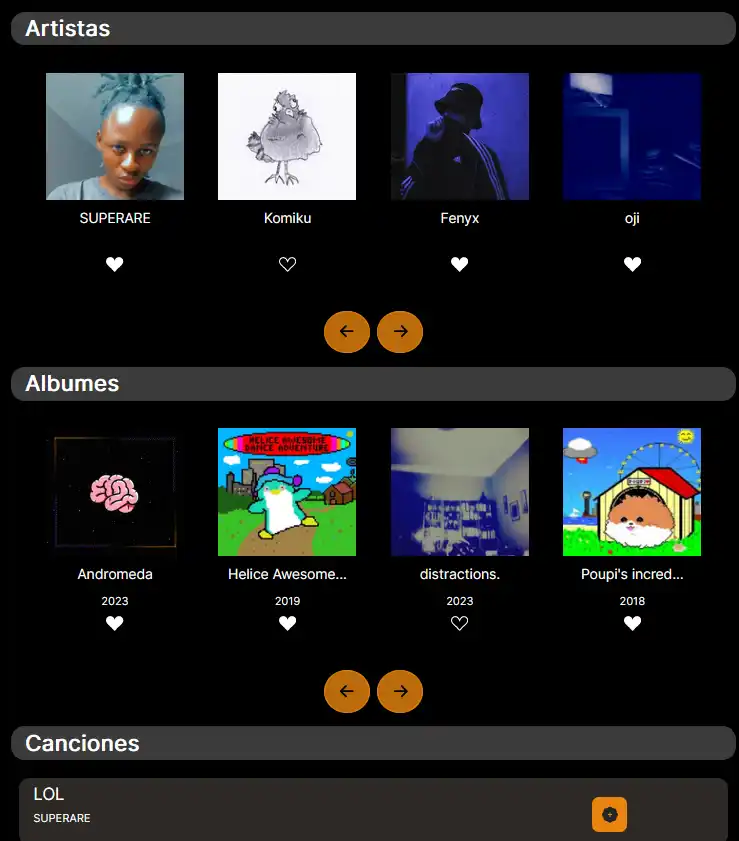 Artistas
SUPERARE
Komiku
Fenyx
oji
Albumes
HELICE AWESOME
DANCE ADVENTURE
Andromeda
Helice Awesome...
distractions.
Poupi's incred...
2023
2019
2023
2018
Canciones
LOL
SUPERARE